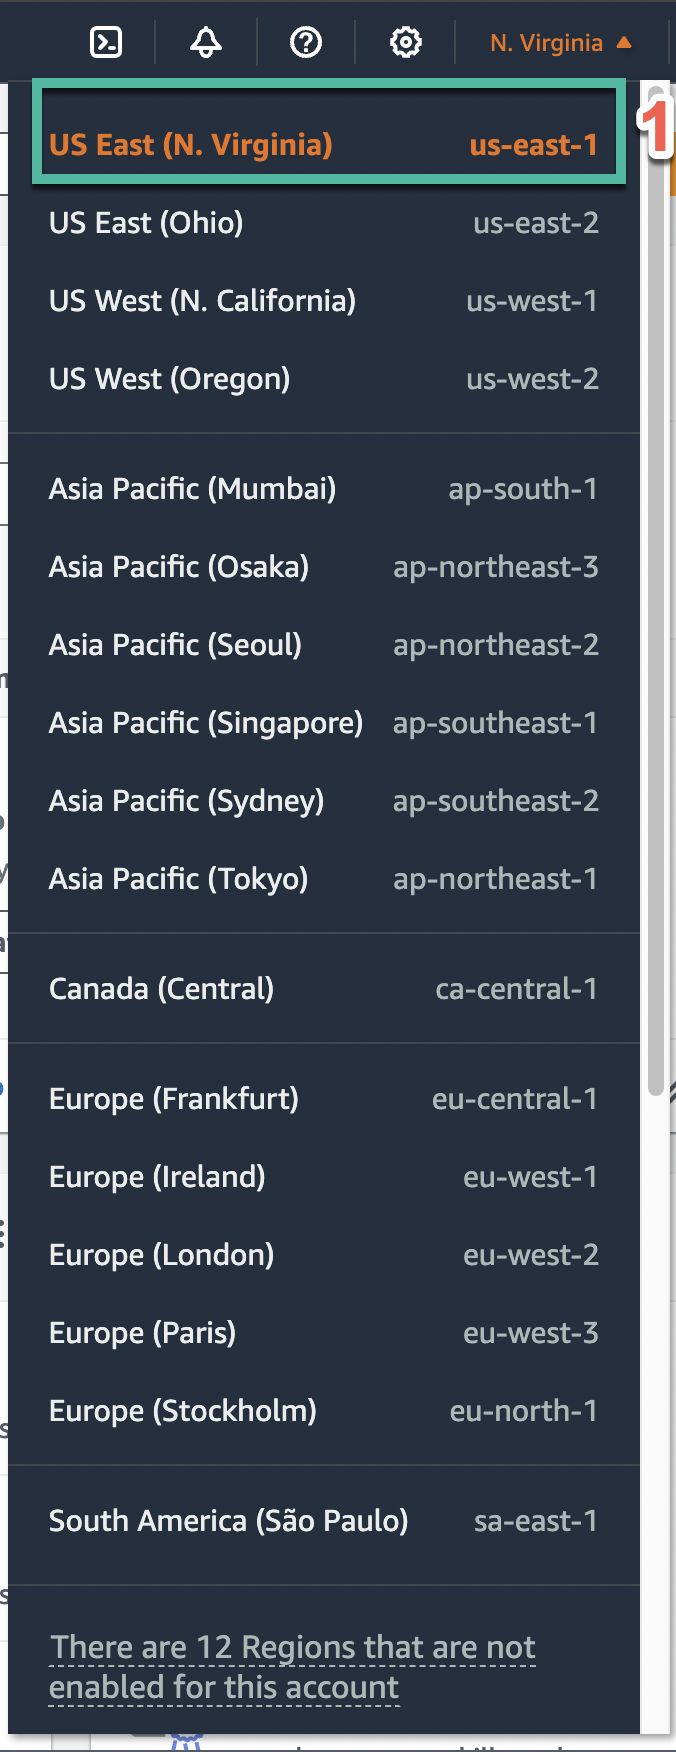 N. Virginia
1
US East (N. Virginia) us-east-1
US East (Ohio) us-east-2
US West (N. California) us-west-1
US West (Oregon) us-west-2
Asia Pacific (Mumbai) ap-south-1
Asia Pacific (Osaka) ap-northeast-3
Asia Pacific (Seoul) ap-northeast-2
Asia Pacific (Singapore) ap-southeast-1
Asia Pacific (Sydney) ap-southeast-2
Asia Pacific (Tokyo) ap-northeast-1
Canada (Central) ca-central-1
Europe (Frankfurt) eu-central-1
Europe (Ireland) eu-west-1
Europe (London) eu-west-2
Europe (Paris) eu-west-3
Europe (Stockholm) eu-north-1
South America (São Paulo) sa-east-1
There are 12 Regions that are not
enabled for this account